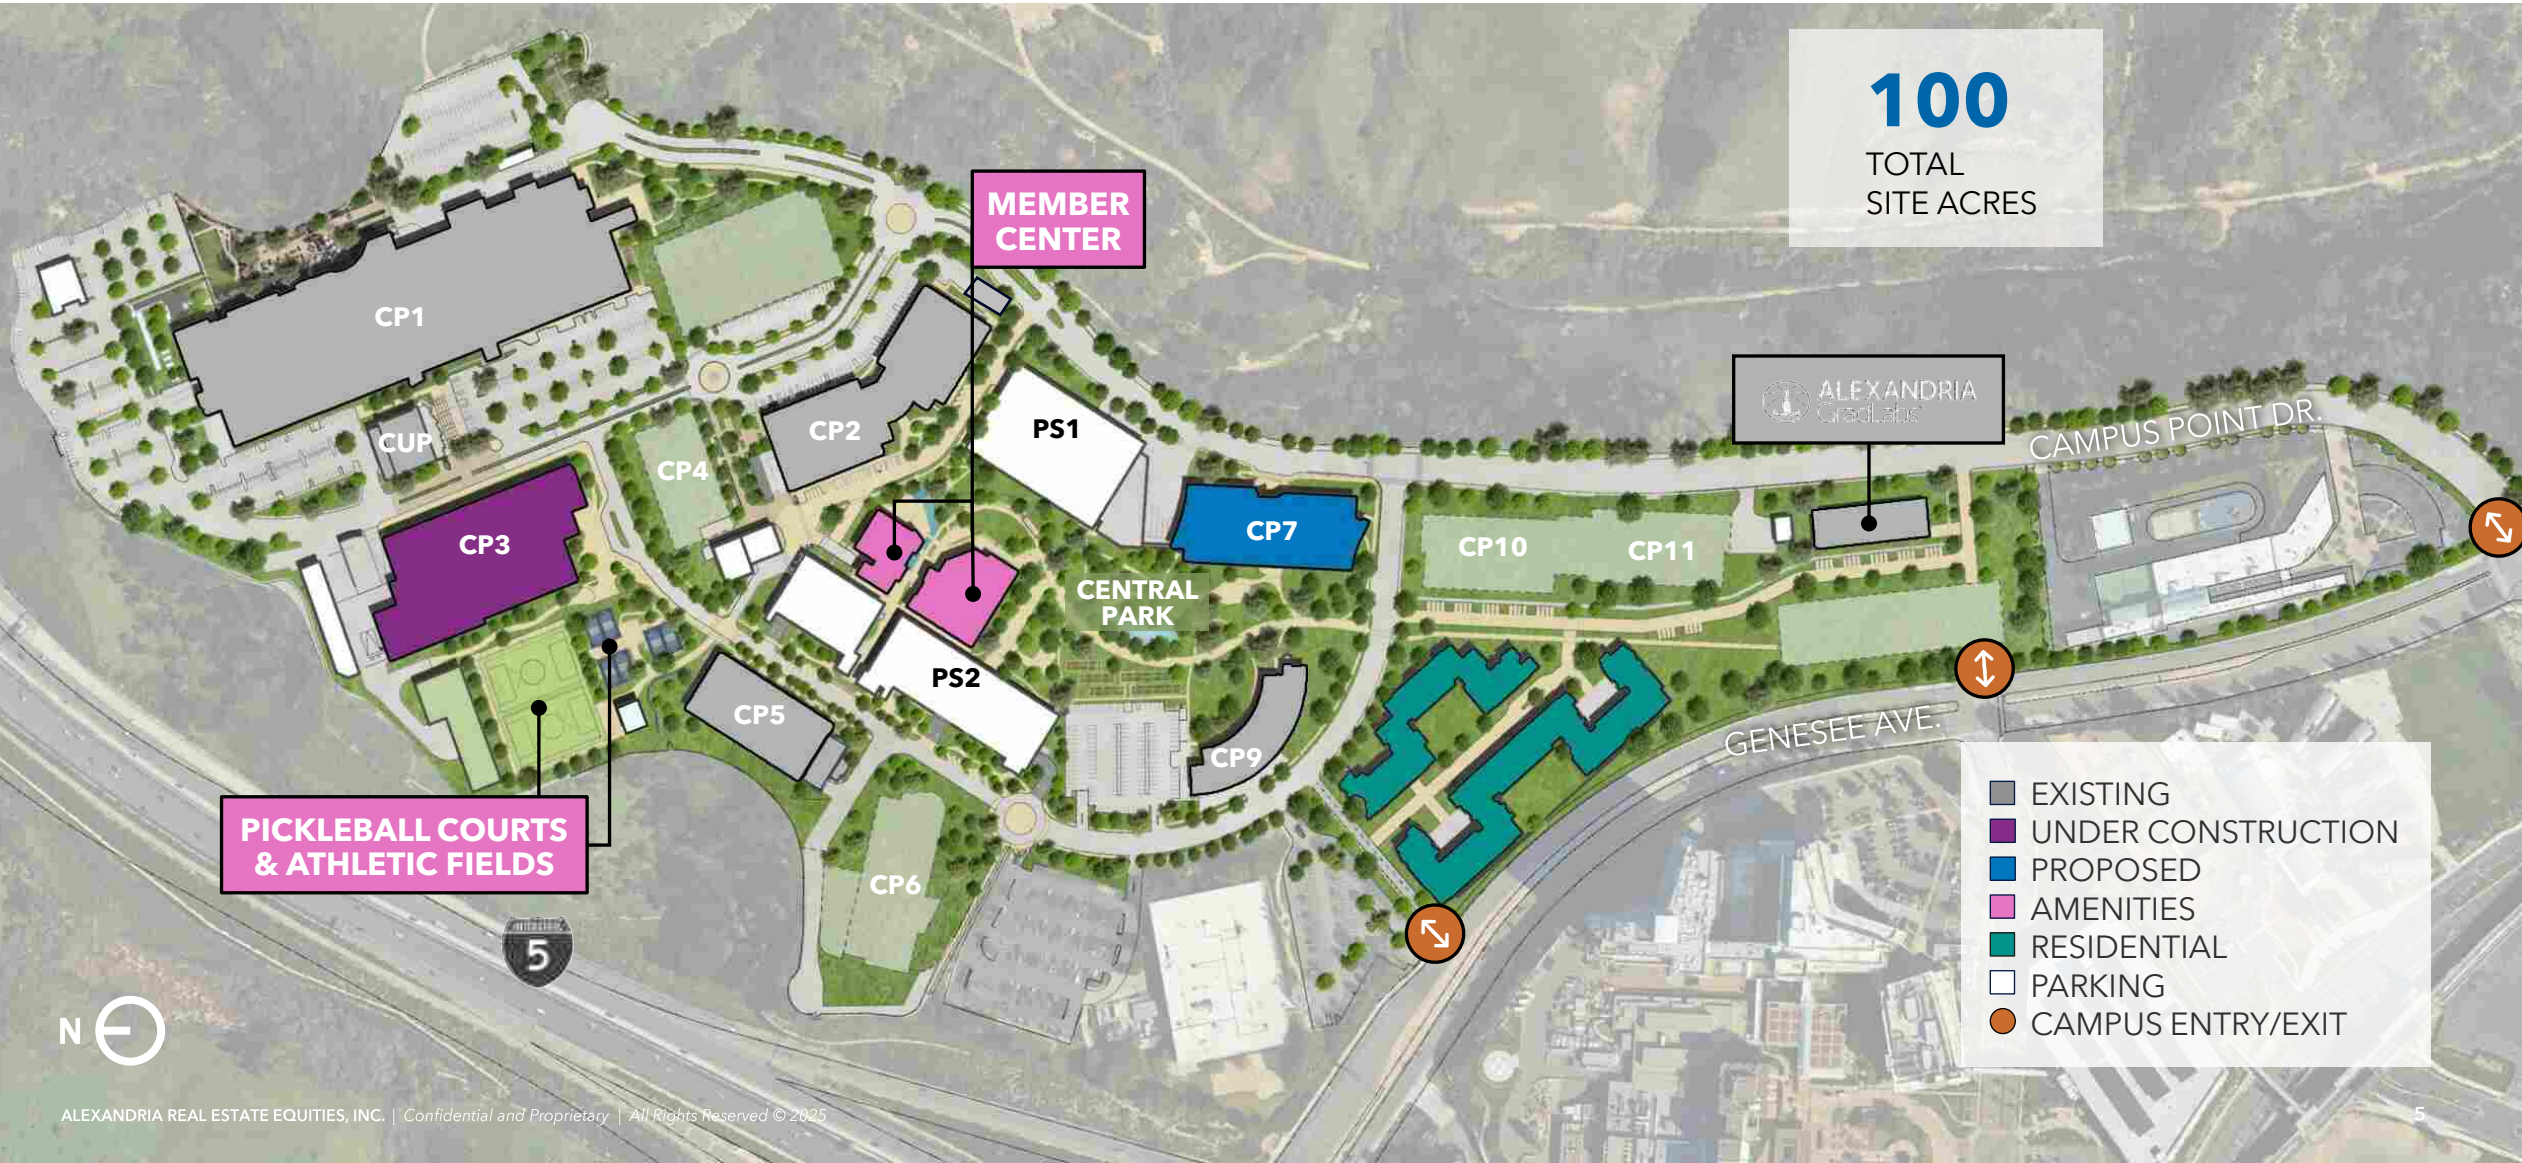 100
TOTAL
SITE ACRES
MEMBER
CENTER
CP1
ALEXANDRIA
GradLabs
CAMPUS POINT DR.
CP2
PS1
CUP
CP4
CP3
CP7
CP10
CP11
CENTRAL
PARK
PS2
CP5
GENESEE AVE.
CP9
PICKLEBALL COURTS
& ATHLETIC FIELDS
CP6
5
EXISTING
UNDER CONSTRUCTION
PROPOSED
AMENITIES
RESIDENTIAL
PARKING
CAMPUS ENTRY/EXIT
N
ALEXANDRIA REAL ESTATE EQUITIES, INC. | Confidential and Proprietary | All Rights Reserved © 2025
5